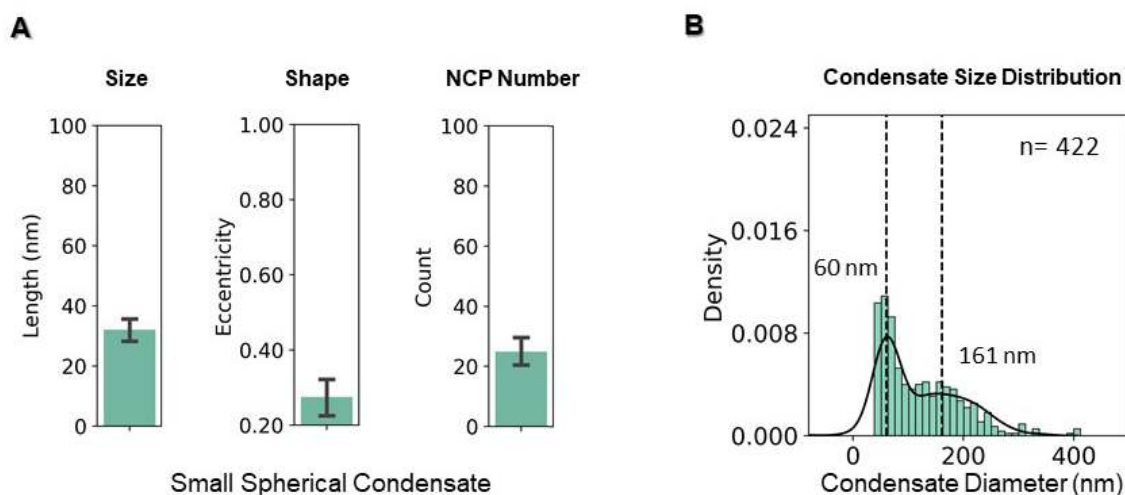 A
Size
Shape
NCP Number
Length (nm)
100
80
60
40
20
0
Eccentricity
1.00
0.80
0.60
0.40
0.20
Count
100
80
60
40
20
0
Small Spherical Condensate
B
Condensate Size Distribution
n= 422
60 nm
161 nm
Density
0.024
0.016
0.008
0.000
0 200 400
Condensate Diameter (nm)